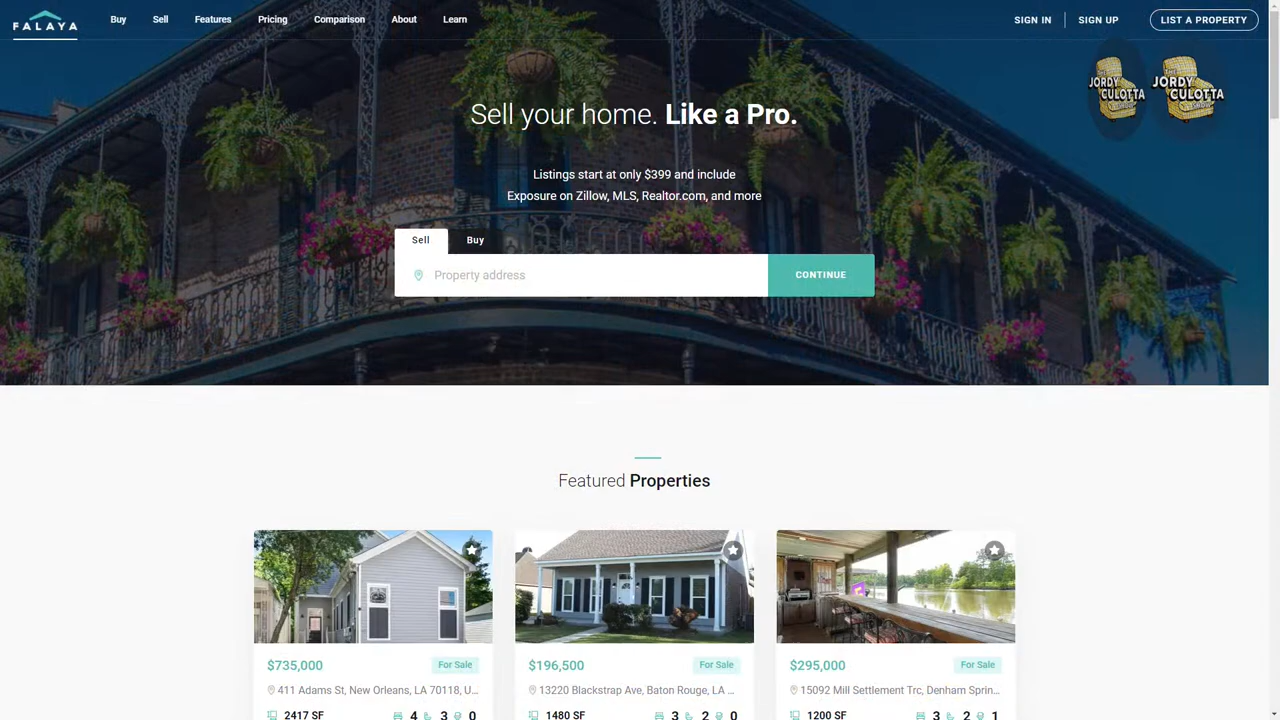 FALAYA
Buy Sell Features Pricing Comparison About Learn
SIGN IN SIGN UP LIST A PROPERTY
THE JORDY CULOTTA SHOW THE JORDY CULOTTA SHOW
Sell your home. Like a Pro.
Listings start at only $399 and include
Exposure on Zillow, MLS, Realtor.com, and more
Sell Buy
Property address
CONTINUE
Featured Properties
$735,000 For Sale
411 Adams St, New Orleans, LA 70118, U...
2417 SF 4 3 0
$196,500 For Sale
13220 Blackstrap Ave, Baton Rouge, LA ...
1480 SF 3 2 0
$295,000 For Sale
15092 Mill Settlement Trc, Denham Sprin...
1200 SF 3 2 1